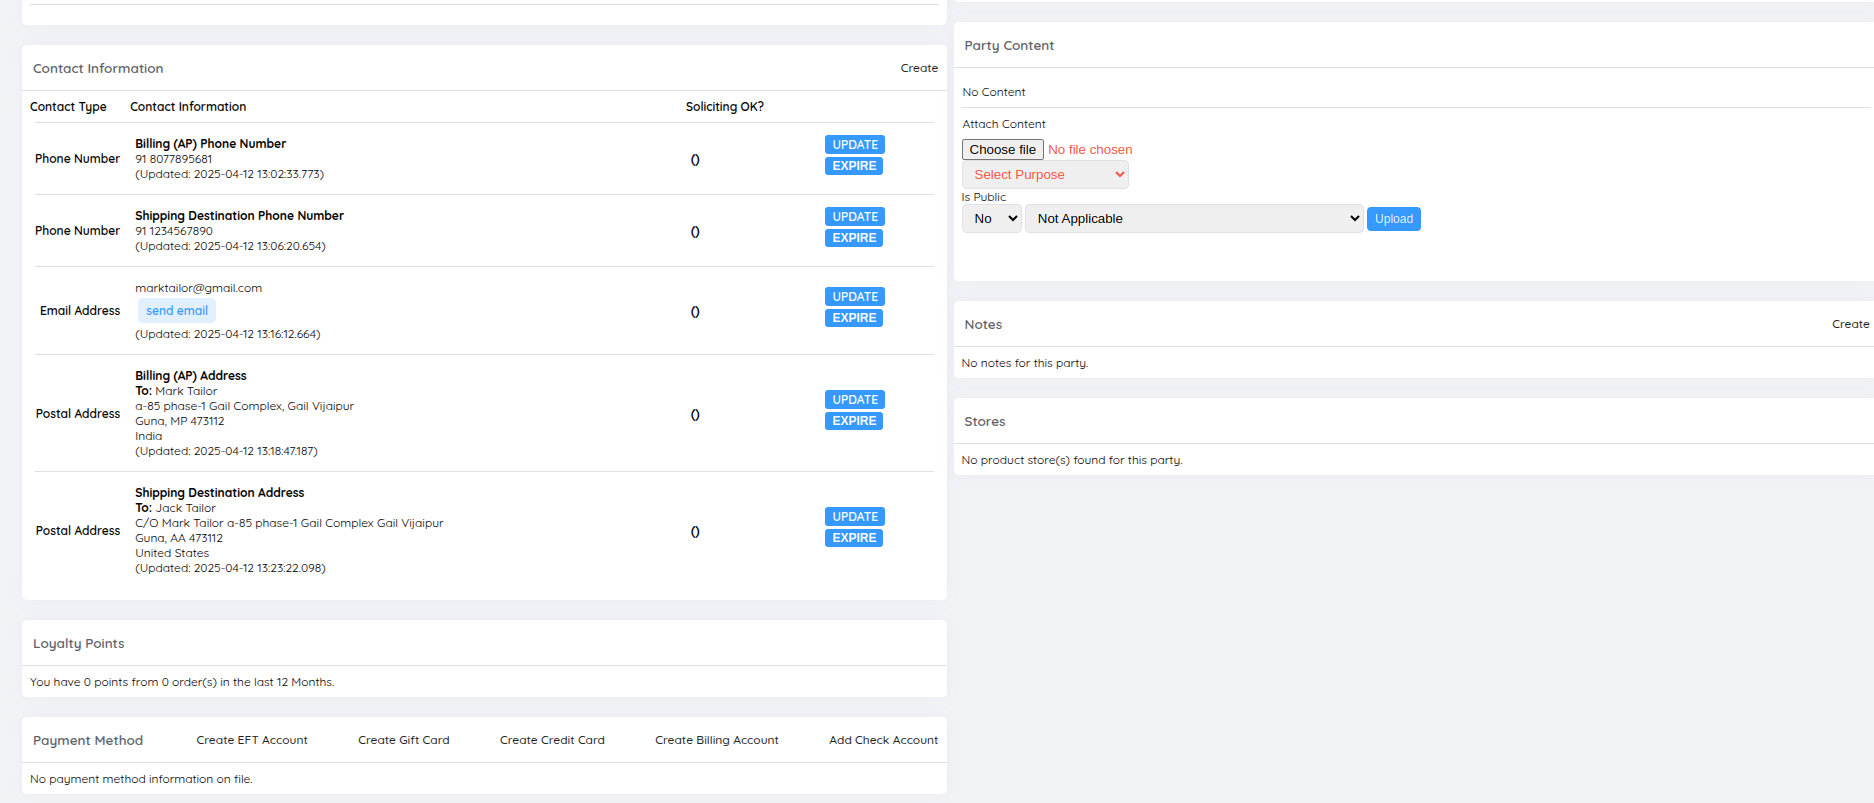 Contact Information
Create
Contact Type Contact Information Soliciting OK?
Phone Number
Billing (AP) Phone Number
91 8077895681
(Updated: 2025-04-12 13:02:33.773)
()
UPDATE
EXPIRE
Phone Number
Shipping Destination Phone Number
91 1234567890
(Updated: 2025-04-12 13:06:20.654)
()
UPDATE
EXPIRE
Email Address
marktailor@gmail.com
send email
(Updated: 2025-04-12 13:16:12.664)
()
UPDATE
EXPIRE
Postal Address
Billing (AP) Address
To: Mark Tailor
a-85 phase-1 Gail Complex, Gail Vijaipur
Guna, MP 473112
India
(Updated: 2025-04-12 13:18:47.187)
()
UPDATE
EXPIRE
Postal Address
Shipping Destination Address
To: Jack Tailor
C/O Mark Tailor a-85 phase-1 Gail Complex Gail Vijaipur
Guna, AA 473112
United States
(Updated: 2025-04-12 13:23:22.098)
()
UPDATE
EXPIRE
Loyalty Points
You have 0 points from 0 order(s) in the last 12 Months.
Payment Method Create EFT Account Create Gift Card Create Credit Card Create Billing Account Add Check Account
No payment method information on file.
Party Content
No Content
Attach Content
Choose file No file chosen
Select Purpose
Is Public
No Not Applicable Upload
Notes Create
No notes for this party.
Stores
No product store(s) found for this party.